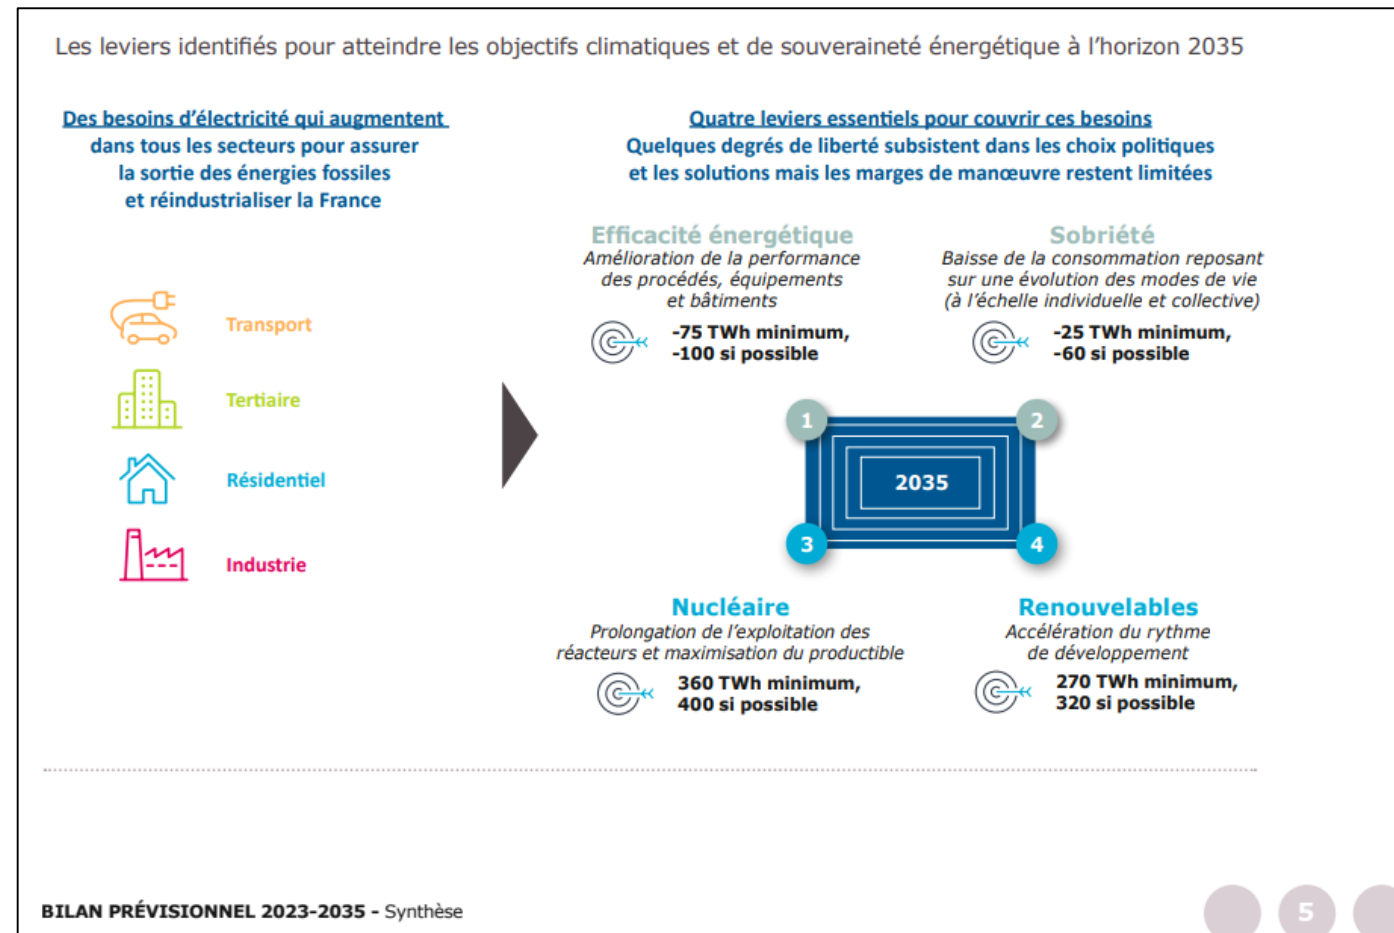 Les leviers identifiés pour atteindre les objectifs climatiques et de souveraineté énergétique à l’horizon 2035
Des besoins d’électricité qui augmentent
dans tous les secteurs pour assurer
la sortie des énergies fossiles
et réindustrialiser la France
Transport
Tertiaire
Résidentiel
Industrie
Quatre leviers essentiels pour couvrir ces besoins
Quelques degrés de liberté subsistent dans les choix politiques
et les solutions mais les marges de manœuvre restent limitées
Efficacité énergétique
Amélioration de la performance
des procédés, équipements
et bâtiments
-75 TWh minimum,
-100 si possible
Sobriété
Baisse de la consommation reposant
sur une évolution des modes de vie
(à l’échelle individuelle et collective)
-25 TWh minimum,
-60 si possible
1
2
2035
3
4
Nucléaire
Prolongation de l’exploitation des
réacteurs et maximisation du productible
360 TWh minimum,
400 si possible
Renouvelables
Accélération du rythme
de développement
270 TWh minimum,
320 si possible
BILAN PRÉVISIONNEL 2023-2035 - Synthèse
5